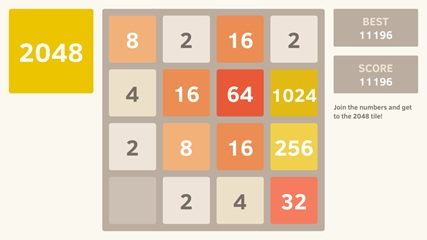 2048
8 2 16 2
4 16 64 1024
2 8 16 256
2 4 32
BEST
11196
SCORE
11196
Join the numbers and get
to the 2048 tile!